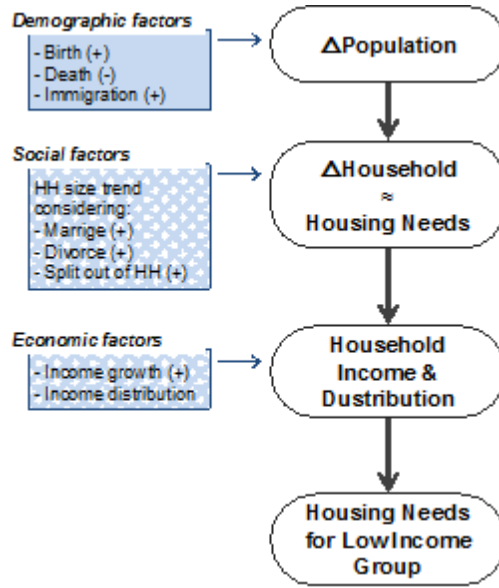 Demographic factors
- Birth (+)
- Death (-)
- Immigration (+)
ΔPopulation
Social factors
HH size trend
considering:
- Marrige (+)
- Divorce (+)
- Split out of HH (+)
ΔHousehold
≈
Housing Needs
Economic factors
- Income growth (+)
- Income distribution
Household
Income &
Dustribution
Housing Needs
for LowIncome
Group